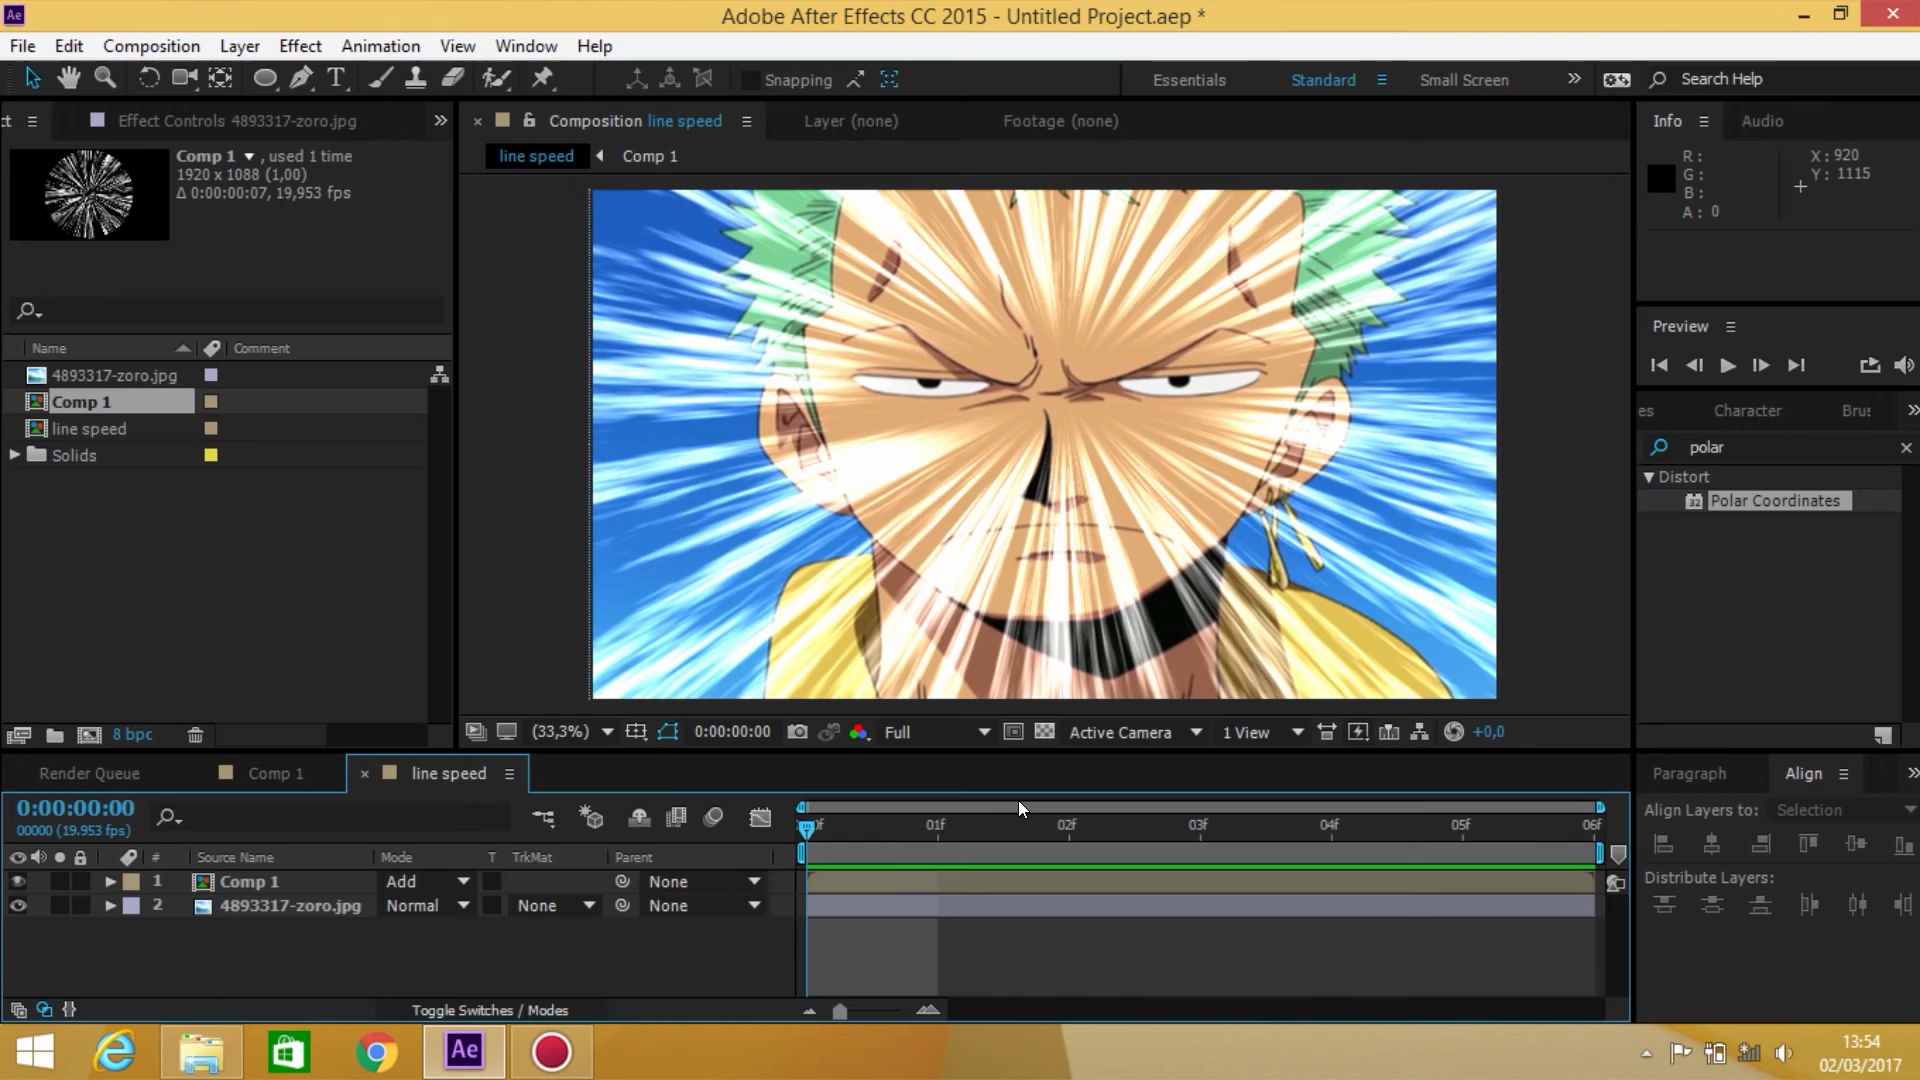 Ae
Adobe After Effects CC 2015 - Untitled Project.aep *
File Edit Composition Layer Effect Animation View Window Help
T Snapping Essentials Standard Small Screen Search Help
ct Effect Controls 4893317-zoro.jpg
Composition line speed Layer (none) Footage (none)
Info Audio
line speed Comp 1
Comp 1 , used 1 time
1920 x 1088 (1,00)
Δ 0:00:00:07, 19,953 fps
R:
G:
B:
A: 0
X: 920
Y: 1115
Preview
Name Comment
4893317-zoro.jpg
Comp 1
line speed
Solids
es Character Brus
polar
Distort
32 Polar Coordinates
8 bpc
(33,3%) 0:00:00:00 Full Active Camera 1 View +0,0
Render Queue Comp 1 line speed
Paragraph Align
0:00:00:00
00000 (19.953 fps)
0f 01f 02f 03f 04f 05f 06f
Align Layers to: Selection
# Source Name Mode T TrkMat Parent
1 Comp 1 Add None
2 4893317-zoro.jpg Normal None None
Distribute Layers:
Toggle Switches / Modes
Ae
13:54
02/03/2017